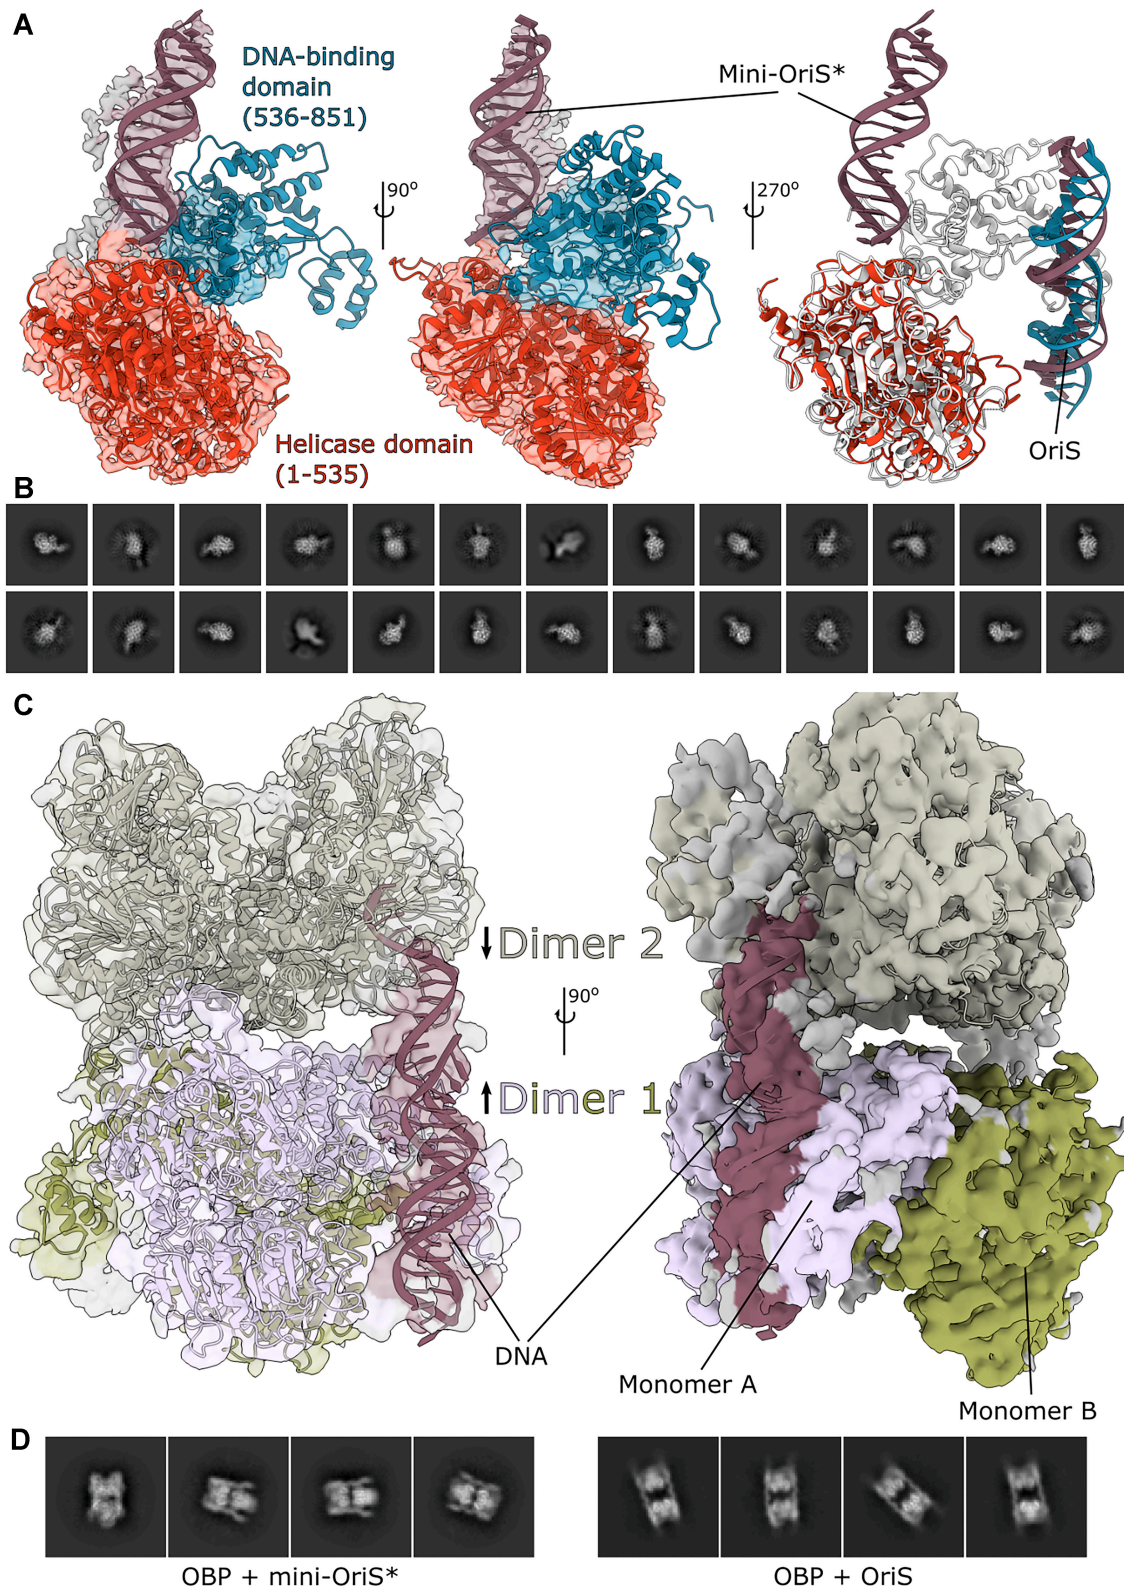 A
DNA-binding
domain
(536-851)
Mini-OriS*
90°
270°
OriS
Helicase domain
(1-535)
B
C
↓Dimer 2
90°
↑Dimer 1
DNA
Monomer A
Monomer B
D
OBP + mini-OriS*
OBP + OriS